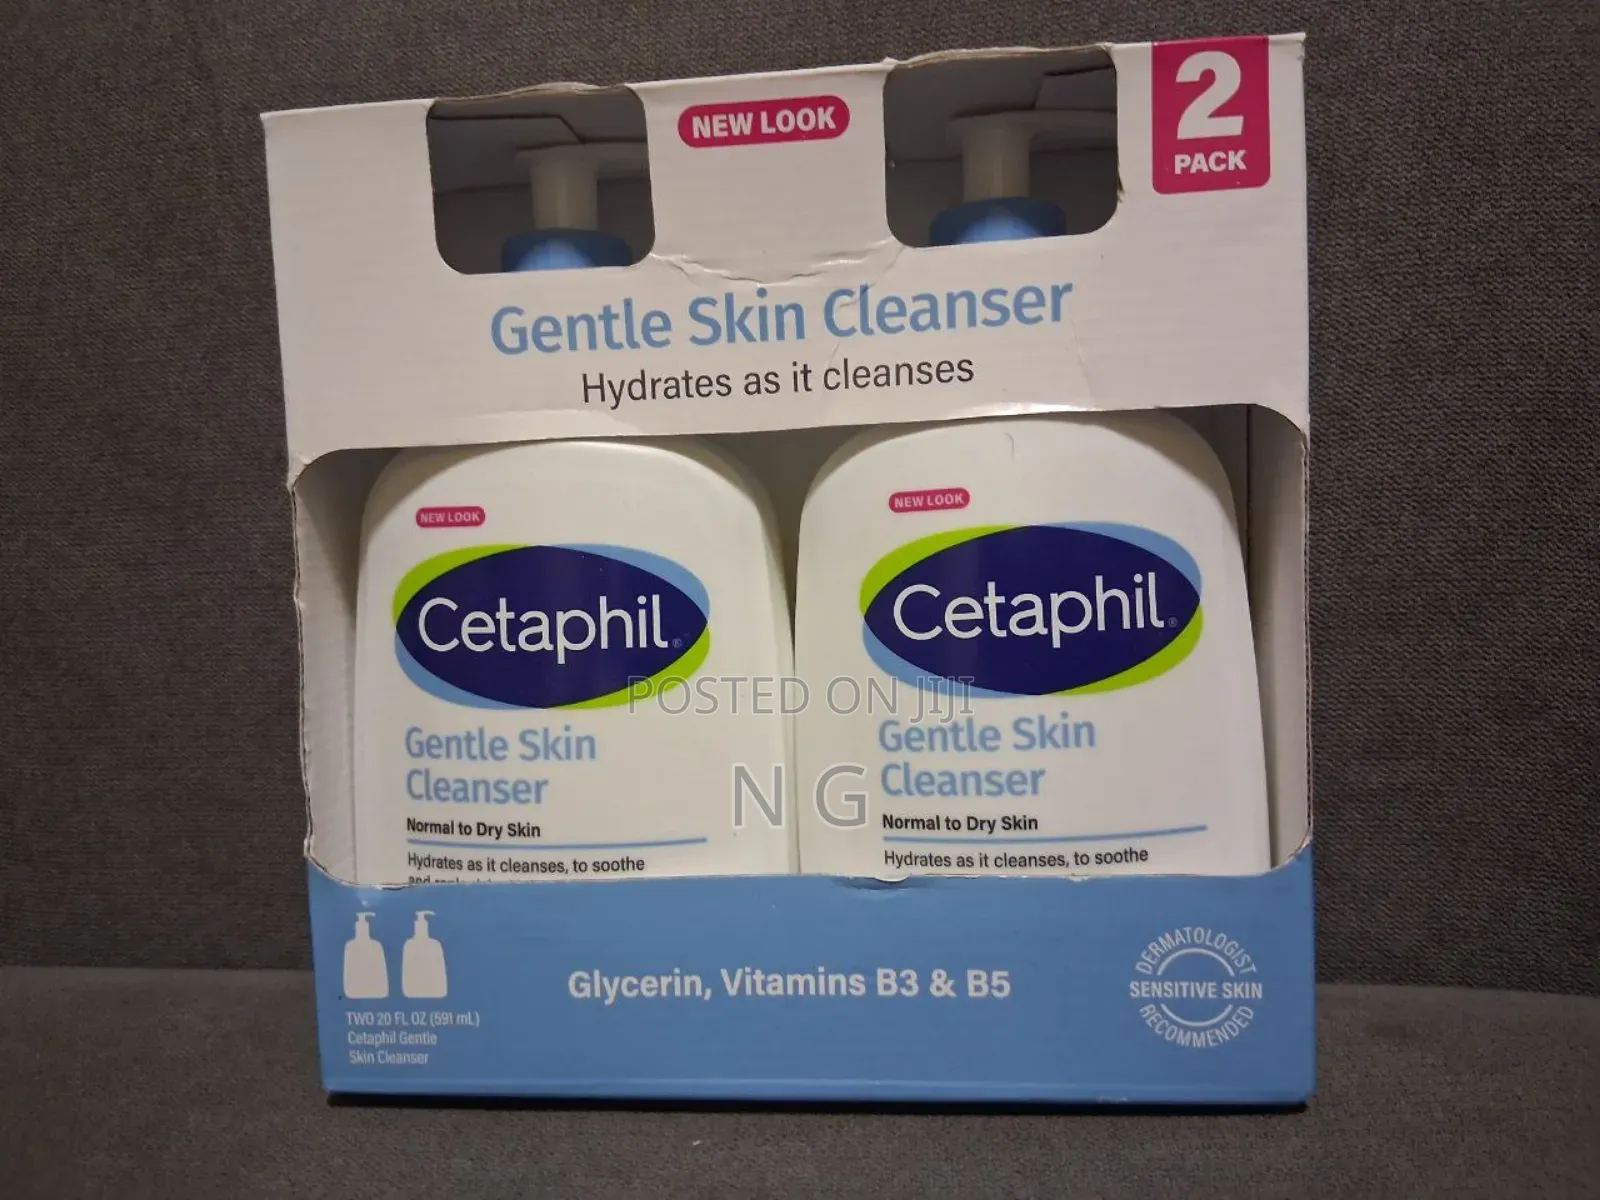 NEW LOOK
2
PACK
Gentle Skin Cleanser
Hydrates as it cleanses
NEW LOOK
Cetaphil®
Gentle Skin
Cleanser
Normal to Dry Skin
Hydrates as it cleanses, to soothe
NEW LOOK
Cetaphil®
Gentle Skin
Cleanser
Normal to Dry Skin
Hydrates as it cleanses, to soothe
POSTED ON JIJI
N G
TWO 20 FL OZ (591 mL)
Cetaphil Gentle
Skin Cleanser
Glycerin, Vitamins B3 & B5
DERMATOLOGIST
SENSITIVE SKIN
RECOMMENDED